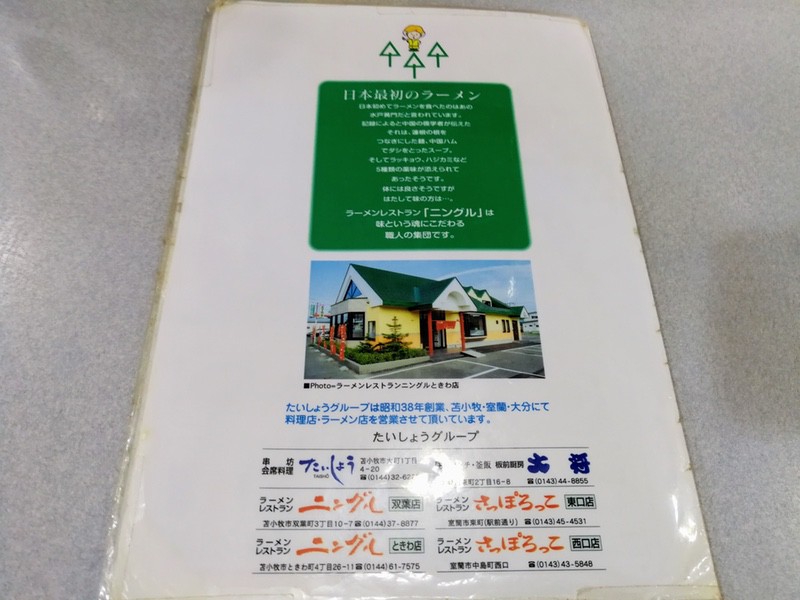 日本最初のラーメン
日本初めてラーメンを食べたのはあの
水戸黄門だと言われています。
記録によると中国の儒学者が伝えた
それは、蓮根の根を
つなぎにした麺、中国ハム
でダシをとったスープ。
そしてラッキョウ、ハジカミなど
5種類の薬味が添えられて
あったそうです。
体には良さそうですが
はたして味の方は…。
ラーメンレストラン「ニングル」は
味という魂にこだわる
職人の集団です。
■Photo=ラーメンレストランニングルときわ店
たいしょうグループは昭和38年創業、苫小牧・室蘭・大分にて
料理店・ラーメン店を営業させて頂いています。
たいしょうグループ
串坊
会席料理
たいしょう
TAISHO
苫小牧市
町1丁目
4-20
☎(0144)32-62
・釜飯 板前厨房
大将
町2丁目16-8 ☎(0143)44-8855
ラーメン
レストラン
ニングル 双葉店
苫小牧市双葉町3丁目10-7 ☎(0144)37-8877
ラーメン
レストラン
さっぽろっこ 東口店
室蘭市東町(駅前通り) ☎(0143)45-4531
ラーメン
レストラン
ニングル ときわ店
苫小牧市ときわ町4丁目26-11 ☎(0144)61-7575
ラーメン
レストラン
さっぽろっこ 西口店
室蘭市中島町西口 ☎(0143)43-5848